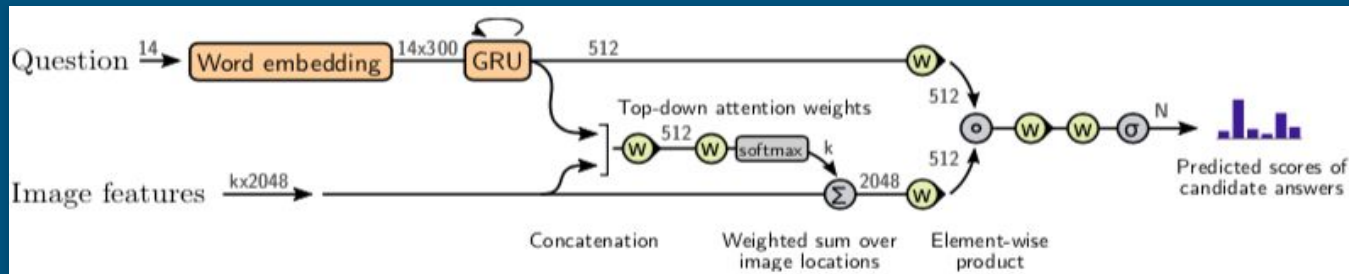 Question
14
Word embedding
14x300
GRU
512
w
512
Top-down attention weights
w
512
w
softmax
k
w
w
σ
N
512
Image features
kx2048
Σ
2048
w
Predicted scores of
candidate answers
Concatenation
Weighted sum over
image locations
Element-wise
product